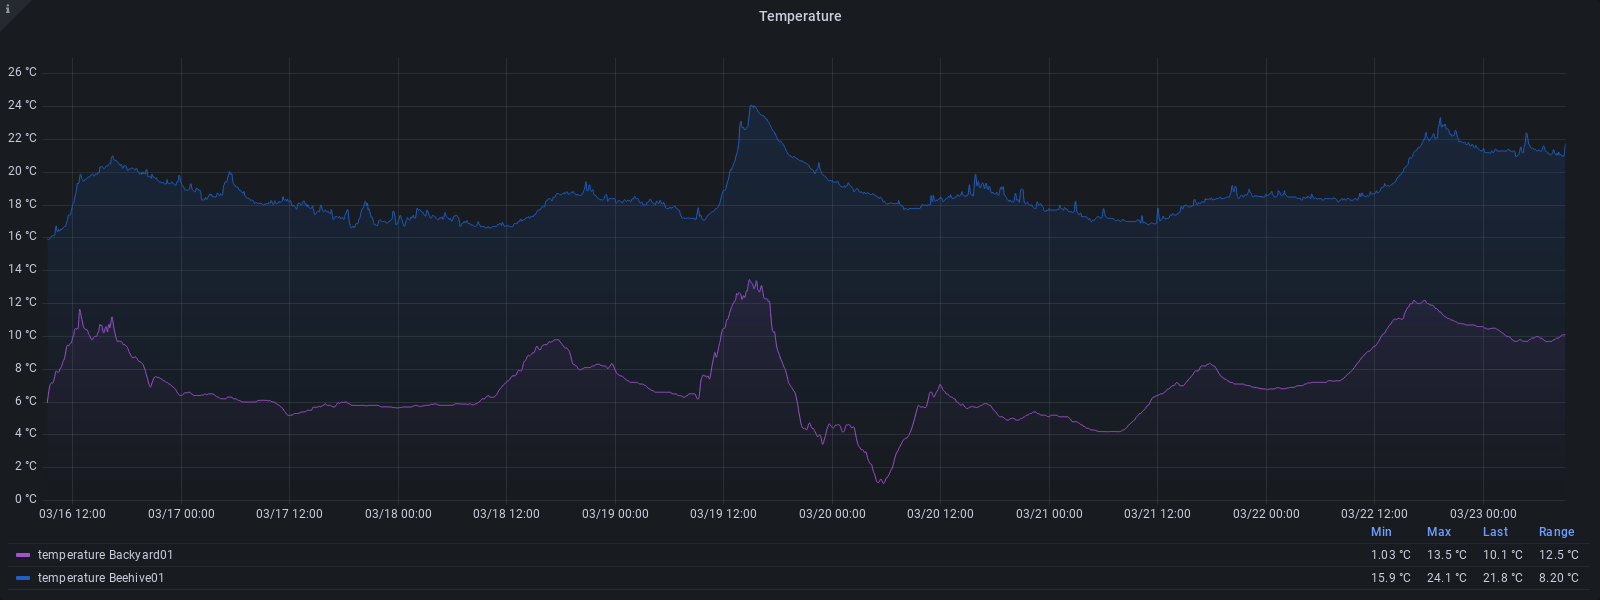 i
Temperature
26 °C
24 °C
22 °C
20 °C
18 °C
16 °C
14 °C
12 °C
10 °C
8 °C
6 °C
4 °C
2 °C
0 °C
03/16 12:00 03/17 00:00 03/17 12:00 03/18 00:00 03/18 12:00 03/19 00:00 03/19 12:00 03/20 00:00 03/20 12:00 03/21 00:00 03/21 12:00 03/22 00:00 03/22 12:00 03/23 00:00
Min Max Last Range
temperature Backyard01 1.03 °C 13.5 °C 10.1 °C 12.5 °C
temperature Beehive01 15.9 °C 24.1 °C 21.8 °C 8.20 °C